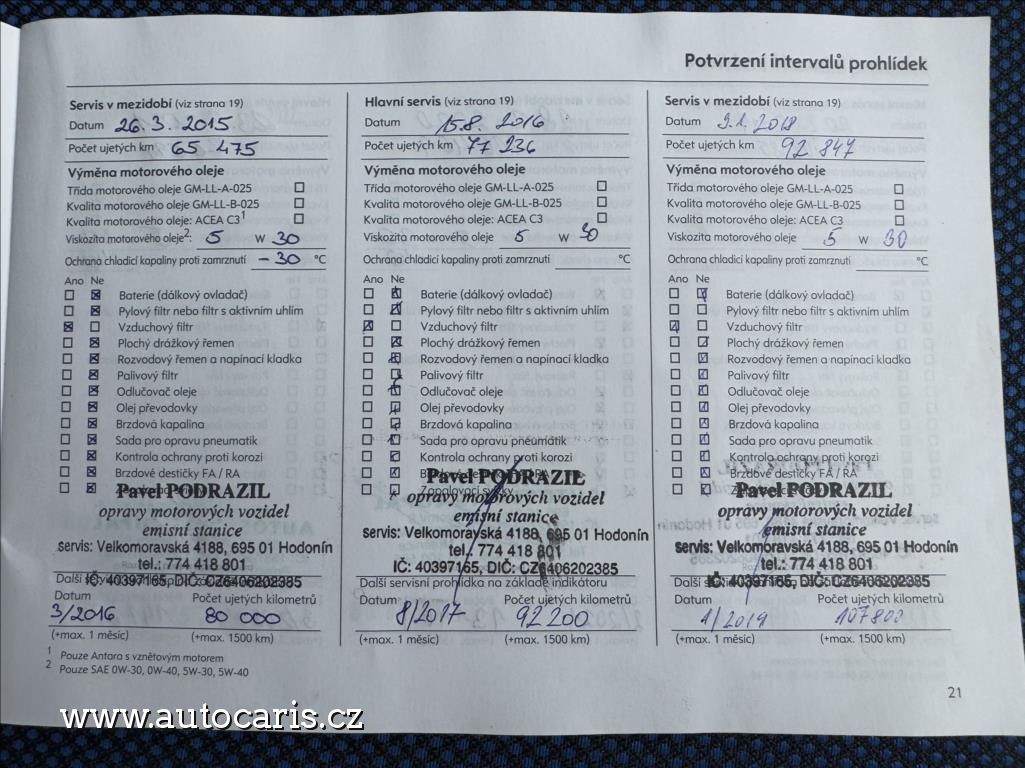 Potvrzení intervalů prohlídek
Servis v mezidobí (viz strana 19)
Datum 26. 3. 2015
Počet ujetých km 65 475
Výměna motorového oleje
Třída motorového oleje GM-LL-A-025
Kvalita motorového oleje GM-LL-B-025
Kvalita motorového oleje: ACEA C3¹
Viskozita motorového oleje²: 5 W 30
Ochrana chladicí kapaliny proti zamrznutí -30 °C
Ano Ne
Baterie (dálkový ovladač)
Pylový filtr nebo filtr s aktivním uhlím
Vzduchový filtr
Plochý drážkový řemen
Rozvodový řemen a napínací kladka
Palivový filtr
Odlučovač oleje
Olej převodovky
Brzdová kapalina
Sada pro opravu pneumatik
Kontrola ochrany proti korozi
Brzdové destičky FA / RA
Pavel PODRAZIL
opravy motorových vozidel
emisní stanice
servis: Velkomoravská 4188, 695 01 Hodonín
tel.: 774 418 801
Další
IČ: 40397165, DIČ: CZ6406202385
Datum Počet ujetých kilometrů
3/2016 80 000
(+max. 1 měsíc) (+max. 1500 km)
Hlavní servis (viz strana 19)
Datum 15.8. 2016
Počet ujetých km 77 236
Výměna motorového oleje
Třída motorového oleje GM-LL-A-025
Kvalita motorového oleje GM-LL-B-025
Kvalita motorového oleje: ACEA C3
Viskozita motorového oleje 5 W 30
Ochrana chladicí kapaliny proti zamrznutí °C
Ano Ne
Baterie (dálkový ovladač)
Pylový filtr nebo filtr s aktivním uhlím
Vzduchový filtr
Plochý drážkový řemen
Rozvodový řemen a napínací kladka
Palivový filtr
Odlučovač oleje
Olej převodovky
Brzdová kapalina
Sada pro opravu pneumatik
Kontrola ochrany proti korozi
Brzdové destičky FA / RA
Zapalovací svíčky
Pavel PODRAZIL
opravy motorových vozidel
emisní stanice
servis: Velkomoravská 4188, 695 01 Hodonín
tel.: 774 418 801
IČ: 40397165, DIČ: CZ6406202385
Další servisní prohlídka na základě indikátoru
Datum Počet ujetých kilometrů
8/2017 92 200
(+max. 1 měsíc) (+max. 1500 km)
Servis v mezidobí (viz strana 19)
Datum 9.1. 2018
Počet ujetých km 92 847
Výměna motorového oleje
Třída motorového oleje GM-LL-A-025
Kvalita motorového oleje GM-LL-B-025
Kvalita motorového oleje: ACEA C3
Viskozita motorového oleje 5 W 30
Ochrana chladicí kapaliny proti zamrznutí °C
Ano Ne
Baterie (dálkový ovladač)
Pylový filtr nebo filtr s aktivním uhlím
Vzduchový filtr
Plochý drážkový řemen
Rozvodový řemen a napínací kladka
Palivový filtr
Odlučovač oleje
Olej převodovky
Brzdová kapalina
Sada pro opravu pneumatik
Kontrola ochrany proti korozi
Brzdové destičky FA / RA
Pavel PODRAZIL
opravy motorových vozidel
emisní stanice
servis: Velkomoravská 4188, 695 01 Hodonín
tel.: 774 418 801
IČ: 40397165, DIČ: CZ6406202385
Datum Počet ujetých kilometrů
1/2019 107800
(+max. 1 měsíc) (+max. 1500 km)
1 Pouze Antara s vznětovým motorem
2 Pouze SAE 0W-30, 0W-40, 5W-30, 5W-40
21
www.autocaris.cz